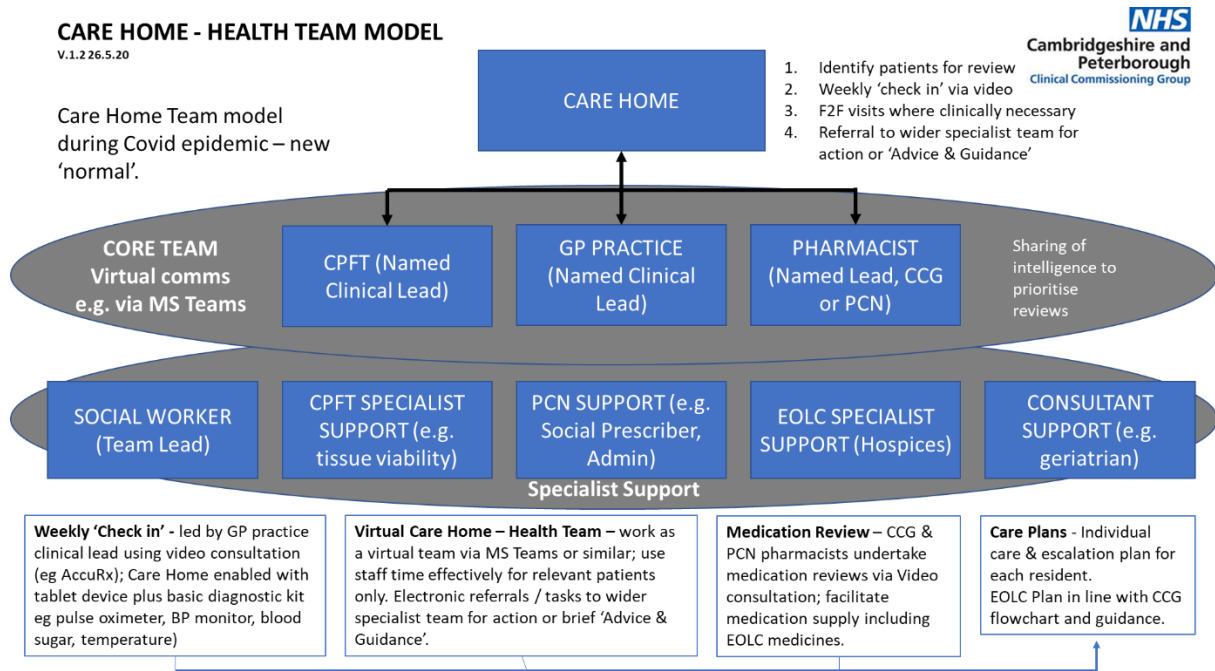 CARE HOME - HEALTH TEAM MODEL
V.1.2 26.5.20
NHS
Cambridgeshire and
Peterborough
Clinical Commissioning Group
Care Home Team model
during Covid epidemic – new
‘normal’.
CARE HOME
1. Identify patients for review
2. Weekly ‘check in’ via video
3. F2F visits where clinically necessary
4. Referral to wider specialist team for
action or ‘Advice & Guidance’
CORE TEAM
Virtual comms
e.g. via MS Teams
CPFT (Named
Clinical Lead)
GP PRACTICE
(Named Clinical
Lead)
PHARMACIST
(Named Lead, CCG
or PCN)
Sharing of
intelligence to
prioritise
reviews
SOCIAL WORKER
(Team Lead)
CPFT SPECIALIST
SUPPORT (e.g.
tissue viability)
PCN SUPPORT (e.g.
Social Prescriber,
Admin)
EOLC SPECIALIST
SUPPORT (Hospices)
CONSULTANT
SUPPORT (e.g.
geriatrian)
Specialist Support
Weekly ‘Check in’ - led by GP practice
clinical lead using video consultation
(eg AccuRx); Care Home enabled with
tablet device plus basic diagnostic kit
eg pulse oximeter, BP monitor, blood
sugar, temperature)
Virtual Care Home – Health Team – work as
a virtual team via MS Teams or similar; use
staff time effectively for relevant patients
only. Electronic referrals / tasks to wider
specialist team for action or brief ‘Advice &
Guidance’.
Medication Review – CCG &
PCN pharmacists undertake
medication reviews via Video
consultation; facilitate
medication supply including
EOLC medicines.
Care Plans - Individual
care & escalation plan for
each resident.
EOLC Plan in line with CCG
flowchart and guidance.